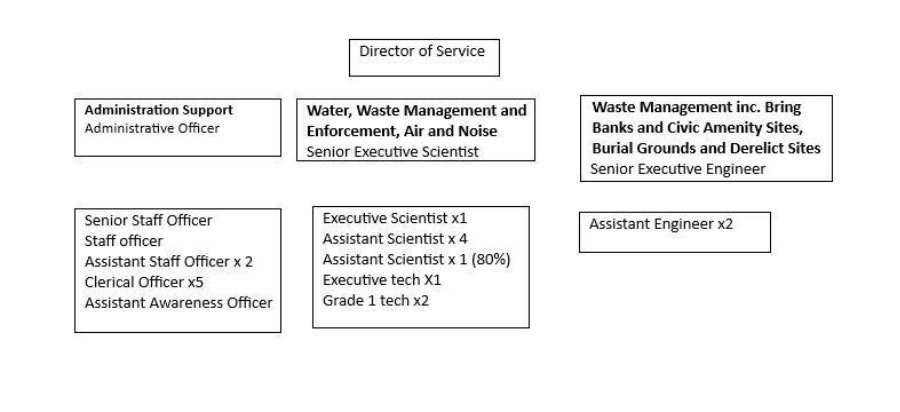 Director of Service
Administration Support
Administrative Officer
Water, Waste Management and
Enforcement, Air and Noise
Senior Executive Scientist
Waste Management inc. Bring
Banks and Civic Amenity Sites,
Burial Grounds and Derelict Sites
Senior Executive Engineer
Senior Staff Officer
Staff officer
Assistant Staff Officer x 2
Clerical Officer x5
Assistant Awareness Officer
Executive Scientist x1
Assistant Scientist x 4
Assistant Scientist x 1 (80%)
Executive tech X1
Grade 1 tech x2
Assistant Engineer x2